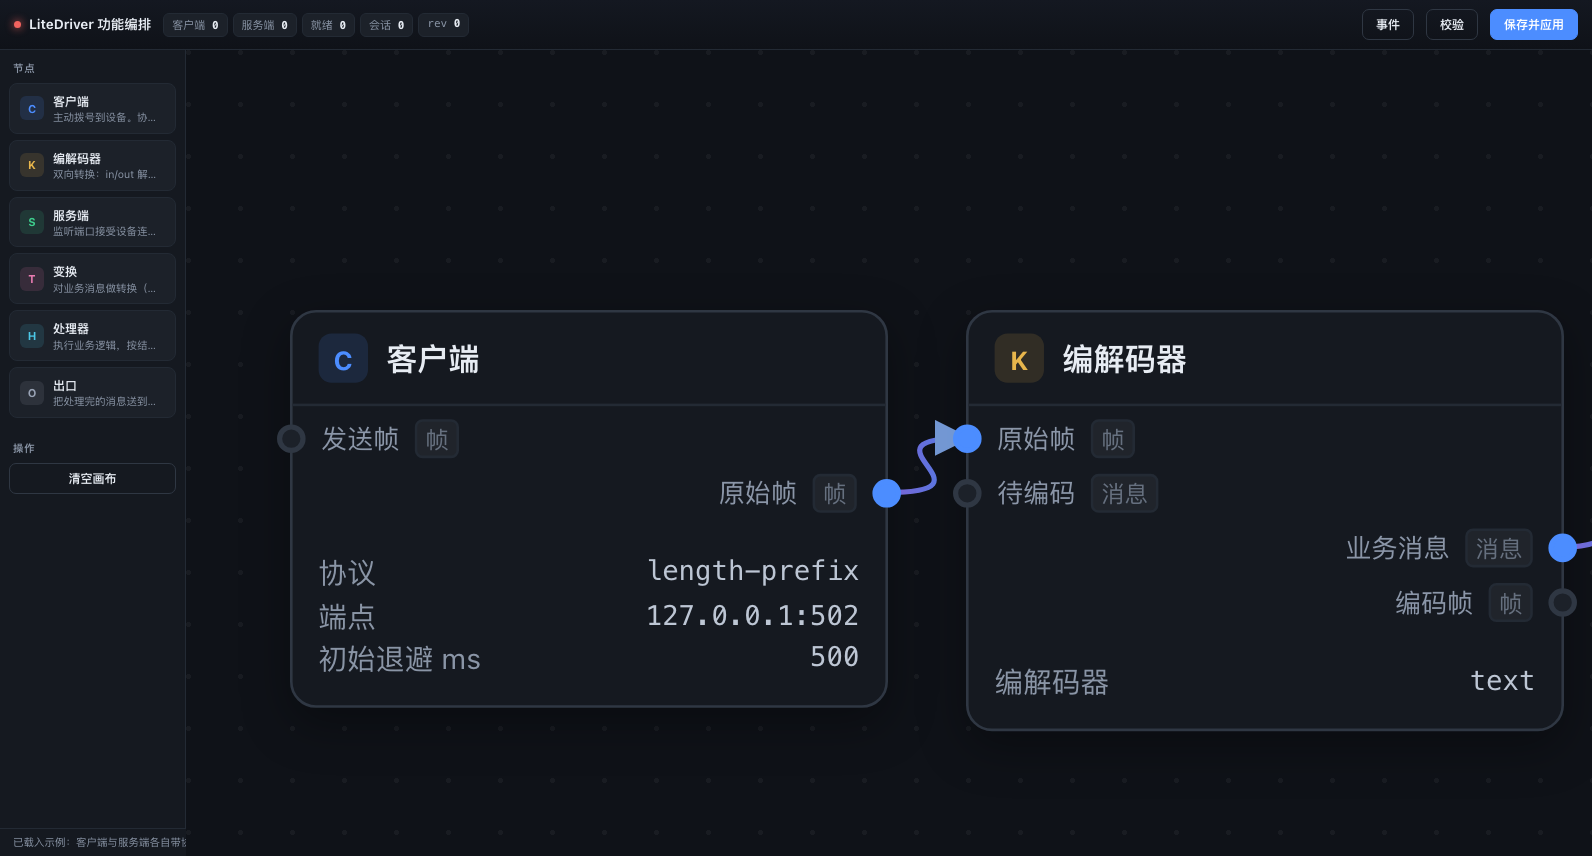 LiteDriver 功能编排
客户端 0
服务端 0
就绪 0
会话 0
rev 0
事件
校验
保存并应用
节点
C
客户端
主动拨号到设备。协…
K
编解码器
双向转换：in/out 解…
S
服务端
监听端口接受设备连…
T
变换
对业务消息做转换（…
H
处理器
执行业务逻辑，按结…
O
出口
把处理完的消息送到…
操作
清空画布
已载入示例：客户端与服务端各自带
C 客户端
发送帧 帧
原始帧 帧
协议 length-prefix
端点 127.0.0.1:502
初始退避 ms 500
K 编解码器
原始帧 帧
待编码 消息
业务消息 消息
编码帧 帧
编解码器 text